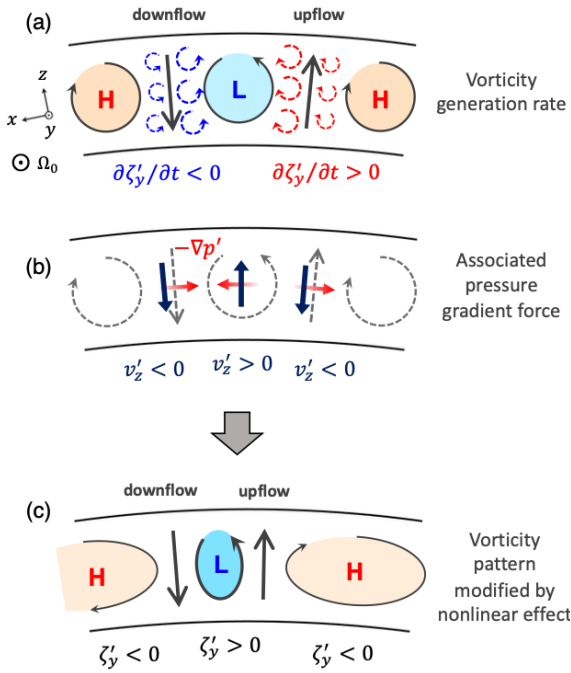 (a)
downflow
upflow
H
L
H
z
x
y
⊙ Ω₀
∂ζ′ᵧ/∂t < 0
∂ζ′ᵧ/∂t > 0
Vorticity
generation rate
(b)
−∇p′
v′_z < 0
v′_z > 0
v′_z < 0
Associated
pressure
gradient force
(c)
downflow
upflow
H
L
H
ζ′ᵧ < 0
ζ′ᵧ > 0
ζ′ᵧ < 0
Vorticity
pattern
modified by
nonlinear effect